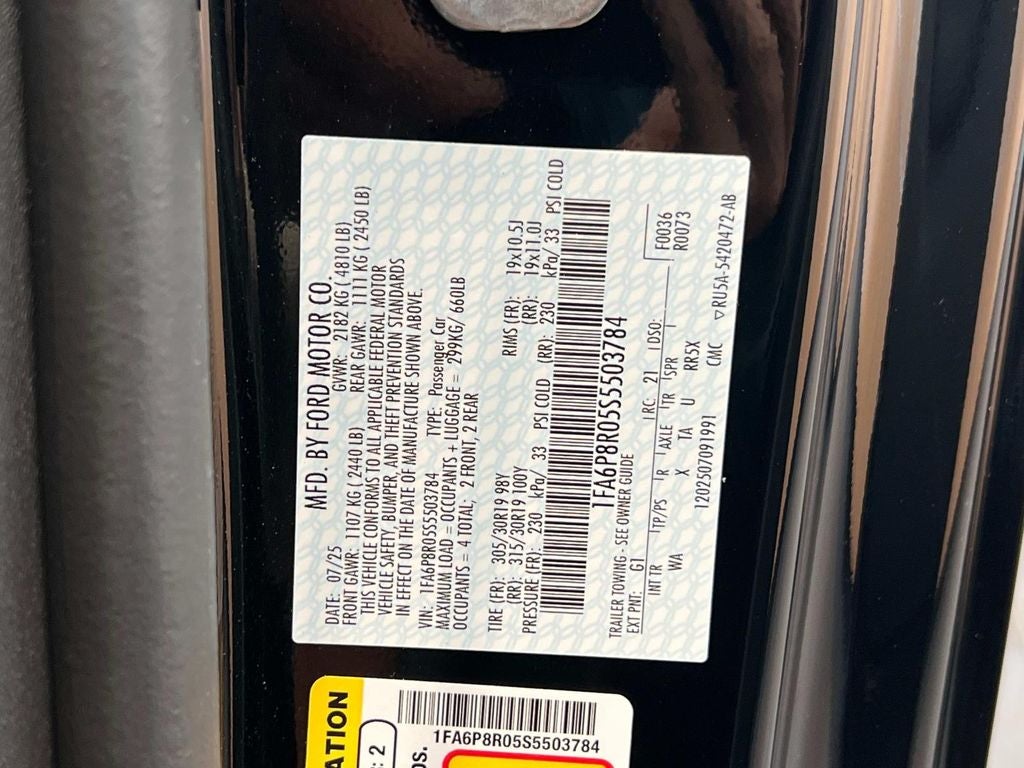 MFD. BY FORD MOTOR CO.
DATE: 07/25 GVWR: 2182 KG ( 4810 LB)
FRONT GAWR: 1107 KG ( 2440 LB) REAR GAWR: 1111 KG ( 2450 LB)
THIS VEHICLE CONFORMS TO ALL APPLICABLE FEDERAL MOTOR
VEHICLE SAFETY, BUMPER, AND THEFT PREVENTION STANDARDS
IN EFFECT ON THE DATE OF MANUFACTURE SHOWN ABOVE.
VIN: 1FA6P8R05S5503784 TYPE: Passenger Car
MAXIMUM LOAD = OCCUPANTS + LUGGAGE = 299KG/ 660LB
OCCUPANTS = 4 TOTAL; 2 FRONT, 2 REAR
TIRE (FR): 305/30R19 98Y RIMS (FR): 19x10.5J
(RR): 315/30R19 100Y (RR): 19x11.0J
PRESSURE (FR): 230 kPa/ 33 PSI COLD (RR): 230 kPa/ 33 PSI COLD
1FA6P8R05S5503784
TRAILER TOWING - SEE OWNER GUIDE F0036
EXT PNT: G1 RC: 21 DSO: R0073
INT TR TP/PS R AXLE TR SPR
WA X TA U RR5X
1202507091991 CMC ▽RU5A-5420472-AB
ATION
: 2
OS.
1FA6P8R05S5503784